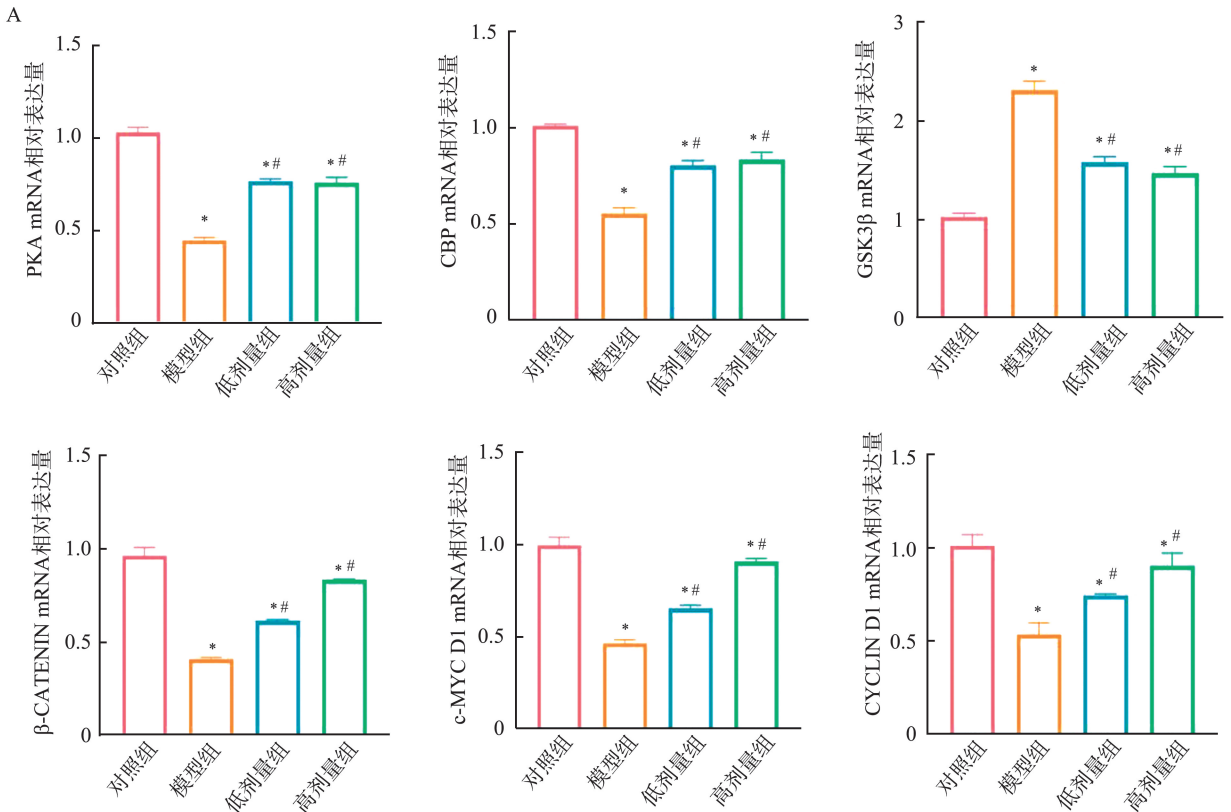 A
PKA mRNA相对表达量
1.5
1.0
0.5
0
*
*#
*#
对照组
模型组
低剂量组
高剂量组
CBP mRNA相对表达量
1.5
1.0
0.5
0
*
*#
*#
对照组
模型组
低剂量组
高剂量组
GSK3β mRNA相对表达量
3
2
1
0
*
*#
*#
对照组
模型组
低剂量组
高剂量组
β-CATENIN mRNA相对表达量
1.5
1.0
0.5
0
*
*#
*#
对照组
模型组
低剂量组
高剂量组
c-MYC D1 mRNA相对表达量
1.5
1.0
0.5
0
*
*#
*#
对照组
模型组
低剂量组
高剂量组
CYCLIN D1 mRNA相对表达量
1.5
1.0
0.5
0
*
*#
*#
对照组
模型组
低剂量组
高剂量组